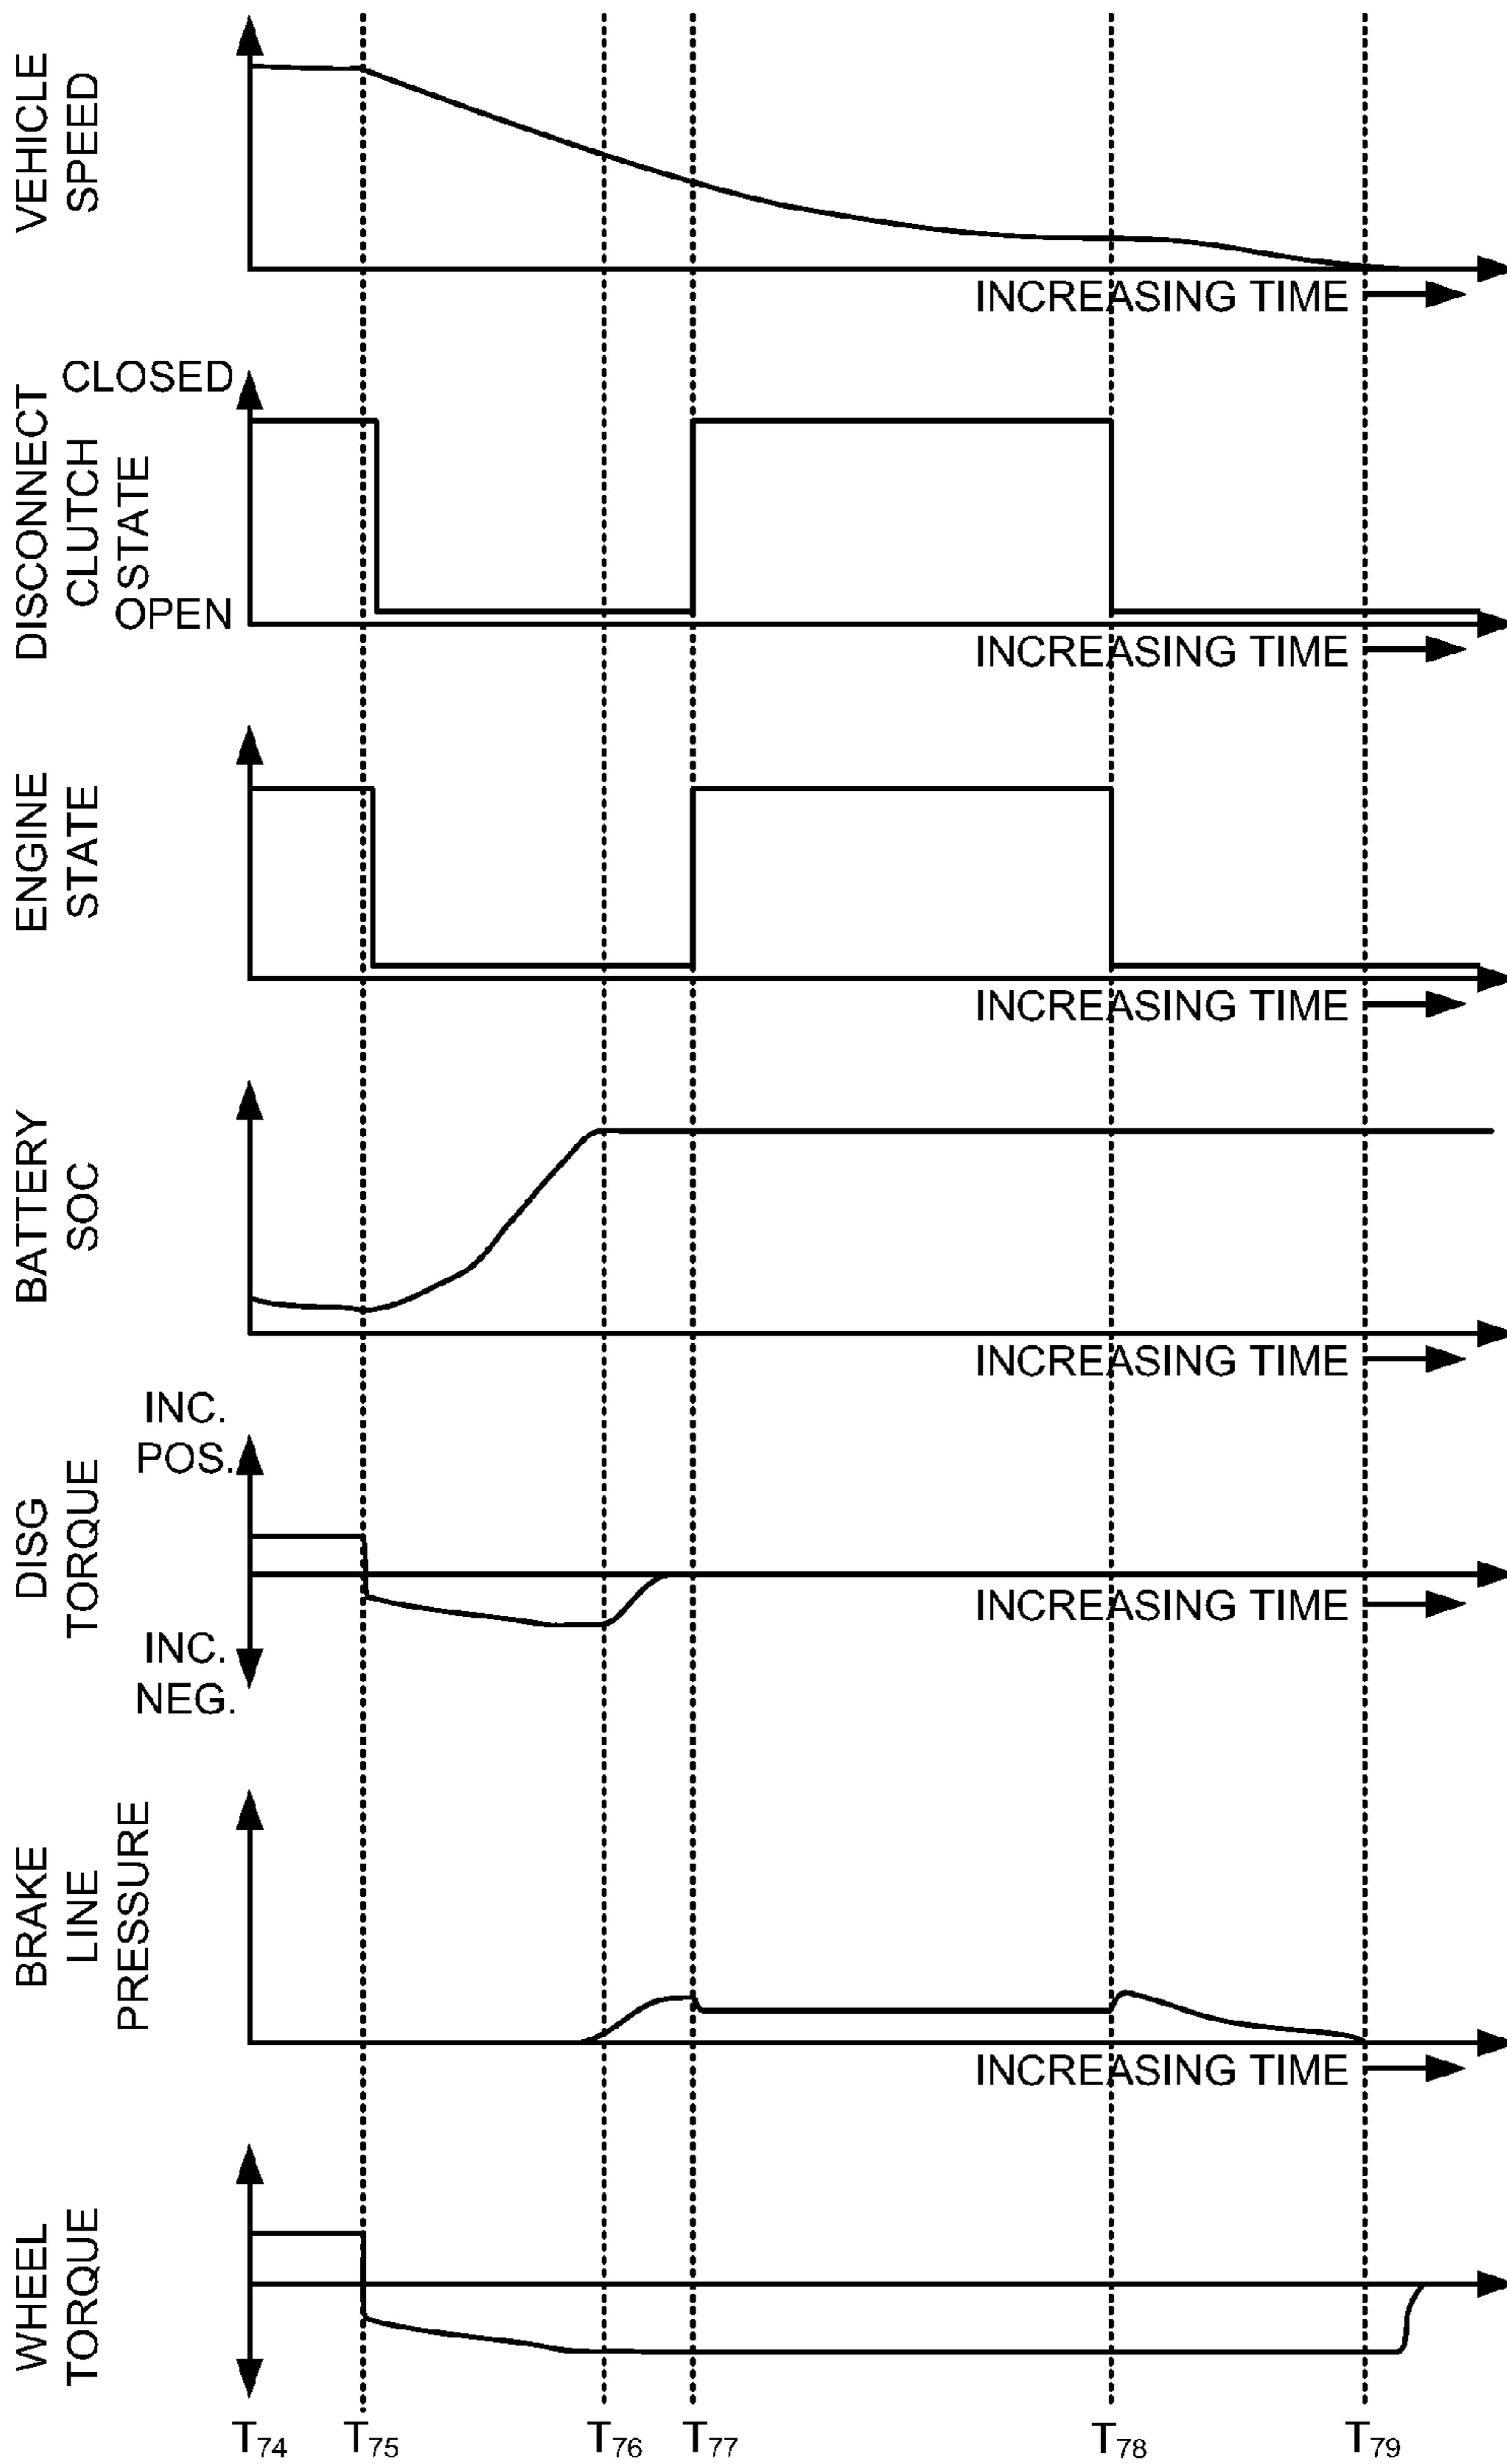 VEHICLE
SPEED
INCREASING TIME
DISCONNECT
CLUTCH
STATE
CLOSED
OPEN
INCREASING TIME
ENGINE
STATE
INCREASING TIME
BATTERY
SOC
INCREASING TIME
DISG
TORQUE
INC.
POS.
INC.
NEG.
INCREASING TIME
BRAKE
LINE
PRESSURE
INCREASING TIME
WHEEL
TORQUE
T74 T75 T76 T77 T78 T79